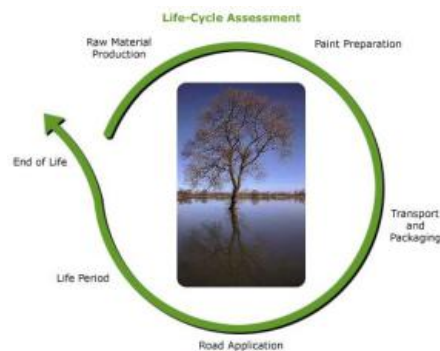 Life-Cycle Assessment
Raw Material
Production
Paint Preparation
Transport
and
Packaging
Road Application
Life Period
End of Life